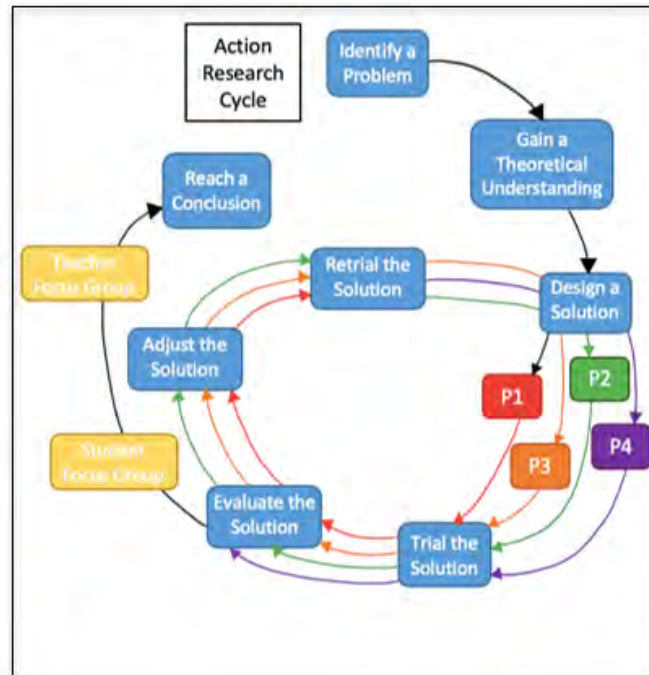 Action
Research
Cycle
Identify a
Problem
Gain a
Theoretical
Understanding
Reach a
Conclusion
Teacher
Focus Group
Retrial the
Solution
Design a
Solution
Adjust the
Solution
P1
P2
P3
P4
Student
Focus Group
Evaluate the
Solution
Trial the
Solution